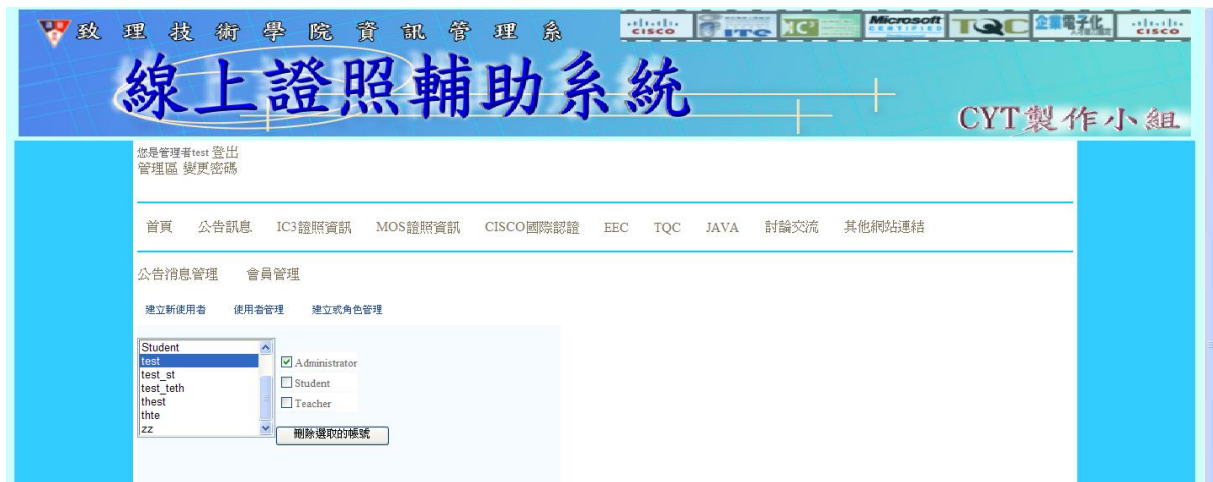 致理技術學院資訊管理系
CISCO ITC IC³ Microsoft CERTIFIED TQC 企業電子化 人才能力鑑定 CISCO
線上證照輔助系統
CYT製作小組
您是管理者test 登出
管理區 變更密碼
首頁 公告訊息 IC3證照資訊 MOS證照資訊 CISCO國際認證 EEC TQC JAVA 討論交流 其他網站連結
公告消息管理 會員管理
建立新使用者 使用者管理 建立或角色管理
Student
test
test_st
test_teth
thest
thte
zz
Administrator
Student
Teacher
刪除選取的帳號